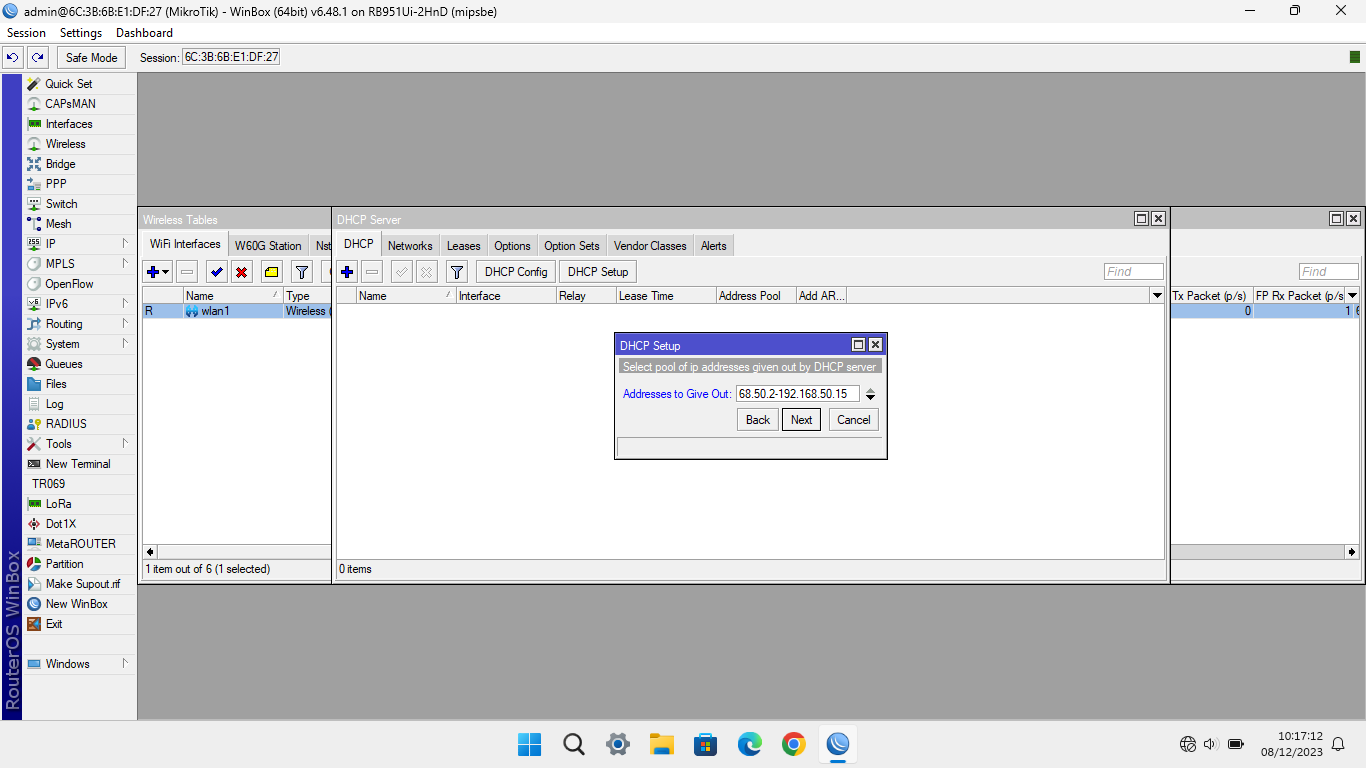 admin@6C:3B:6B:E1:DF:27 (MikroTik) - WinBox (64bit) v6.48.1 on RB951Ui-2HnD (mipsbe)
Session Settings Dashboard
Safe Mode Session: 6C:3B:6B:E1:DF:27
Quick Set
CAPsMAN
Interfaces
Wireless
Bridge
PPP
Switch
Mesh
IP
MPLS
OpenFlow
IPv6
Routing
System
Queues
Files
Log
RADIUS
Tools
New Terminal
TR069
LoRa
Dot1X
MetaROUTER
Partition
Make Supout.rif
New WinBox
Exit
Windows
RouterOS WinBox
Wireless Tables
WiFi Interfaces W60G Station Nst
Name Type
R wlan1 Wireless (
1 item out of 6 (1 selected)
DHCP Server
DHCP Networks Leases Options Option Sets Vendor Classes Alerts
DHCP Config DHCP Setup Find
Name Interface Relay Lease Time Address Pool Add AR...
0 items
DHCP Setup
Select pool of ip addresses given out by DHCP server
Addresses to Give Out: 68.50.2-192.168.50.15
Back Next Cancel
Find
Tx Packet (p/s) FP Rx Packet (p/s
0 1 6
10:17:12
08/12/2023